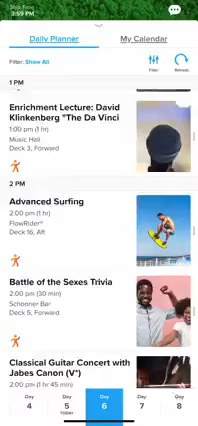 Ship Time
3:59 PM
Daily Planner
My Calendar
Filter: Show All
Filter
Refresh
1 PM
Enrichment Lecture: David
Klinkenberg "The Da Vinci
1:00 pm (1 hr)
Music Hall
Deck 3, Forward
2 PM
Advanced Surfing
2:00 pm (1 hr)
FlowRider®
Deck 16, Aft
Battle of the Sexes Trivia
2:00 pm (30 min)
Schooner Bar
Deck 5, Forward
Classical Guitar Concert with
Jabes Canon (V*)
2:00 pm (1 hr 45 min)
Day
4
Day
5
TODAY
Day
6
Day
7
Day
8